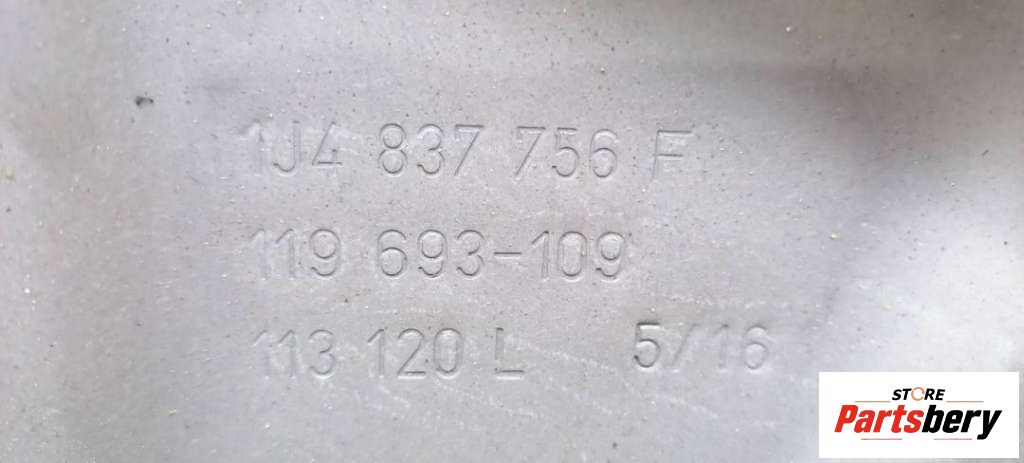 1J4 837 756 F
119 693-109
113 120 L 5/16
STORE
Partsbery